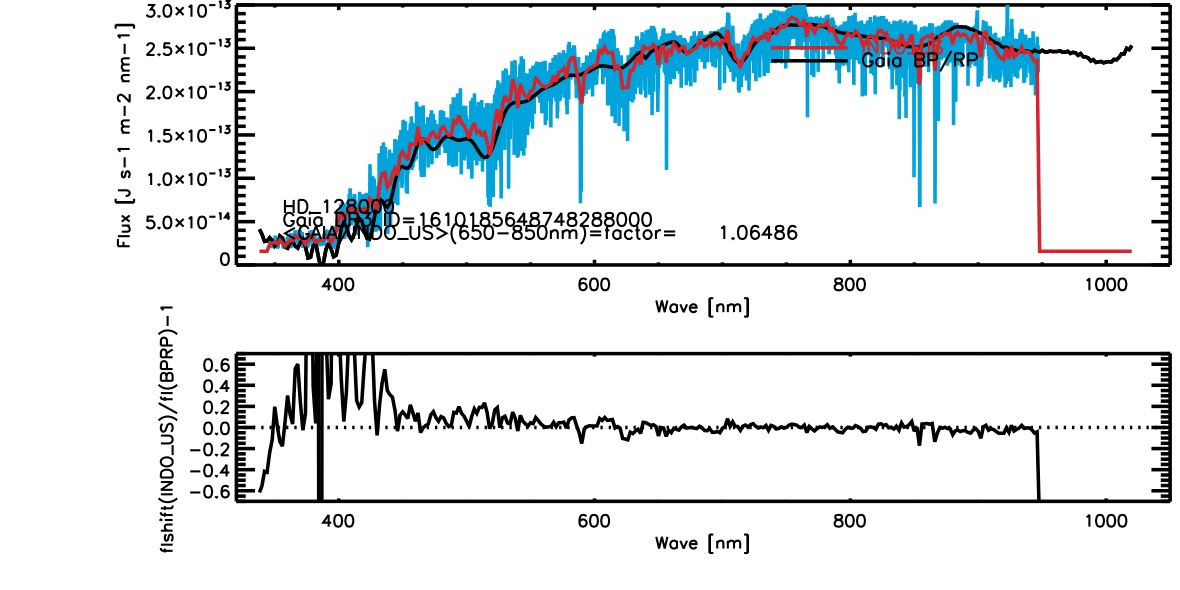 3.0×10−13
2.5×10−13
2.0×10−13
1.5×10−13
1.0×10−13
5.0×10−14
0
Flux [J s−1 m−2 nm−1]
Gaia BP/RP
HD_128000
Gaia DR3 ID=1610185648748288000
<GAIA/INDO_US>(650−850nm)=factor= 1.06486
400 600 800 1000
Wave [nm]
0.6
0.4
0.2
0.0
−0.2
−0.4
−0.6
flshift(INDO_US)/fl(BPRP)−1
400 600 800 1000
Wave [nm]